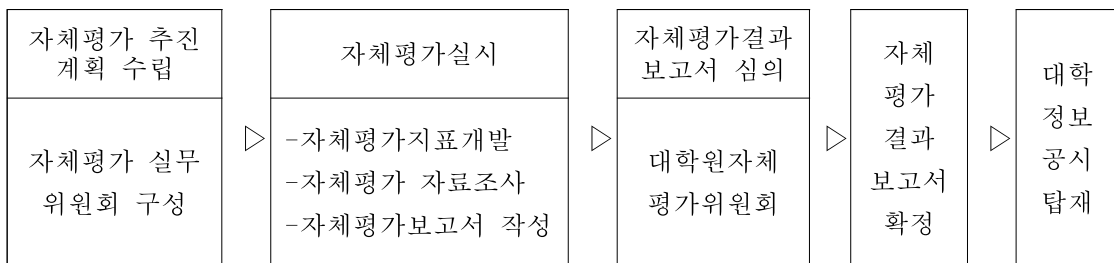 자체평가 추진
계획 수립
자체평가 실무
위원회 구성
▷
자체평가실시
-자체평가지표개발
-자체평가 자료조사
-자체평가보고서 작성
▷
자체평가결과
보고서 심의
대학원자체
평가위원회
▷
자체
평가
결과
보고서
확정
▷
대학
정보
공시
탑재